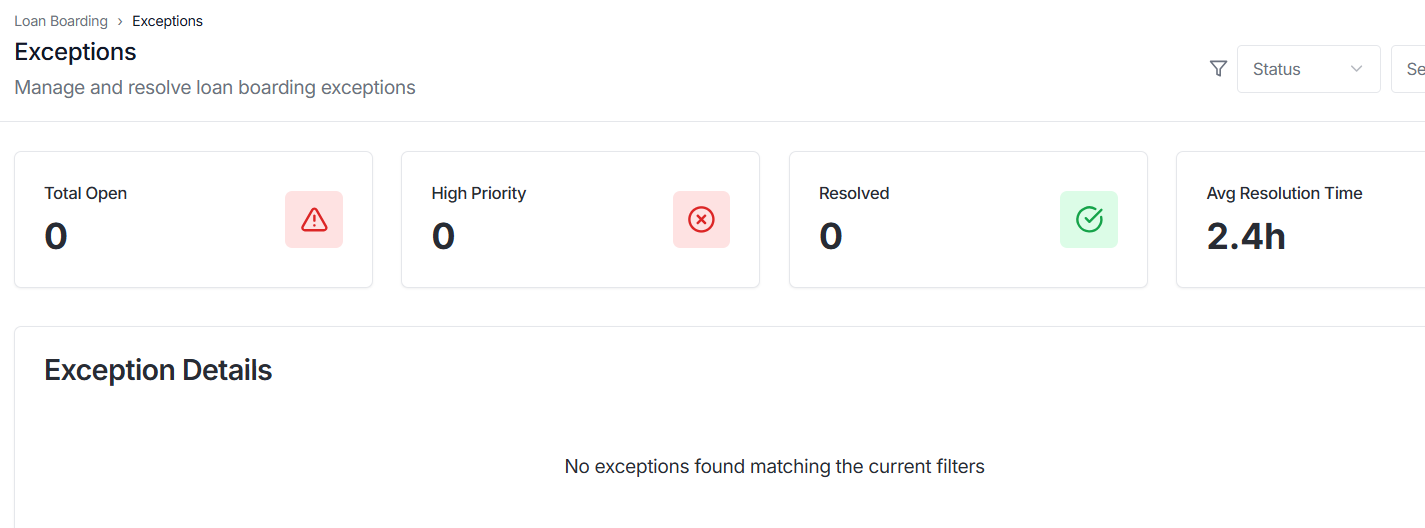 Loan Boarding › Exceptions
Exceptions
Manage and resolve loan boarding exceptions
Status
Total Open
0
High Priority
0
Resolved
0
Avg Resolution Time
2.4h
Exception Details
No exceptions found matching the current filters